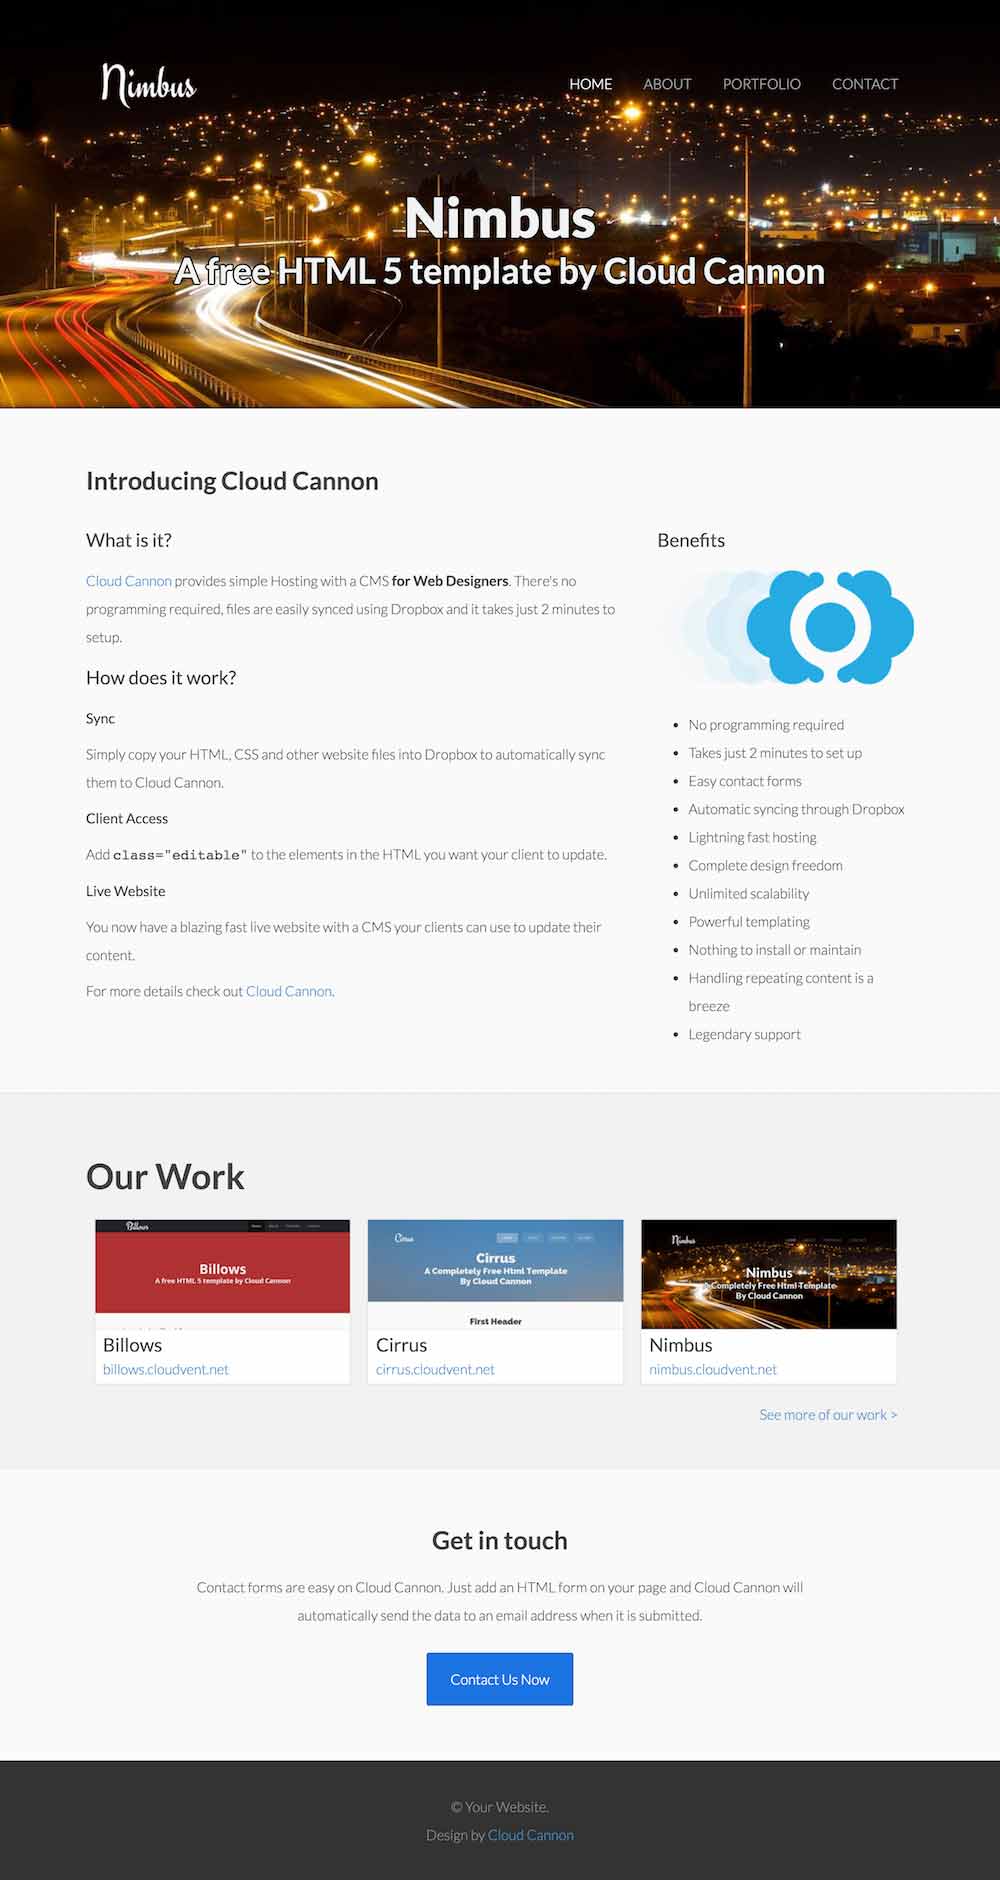 Nimbus
HOME ABOUT PORTFOLIO CONTACT
Nimbus
A free HTML 5 template by Cloud Cannon
Introducing Cloud Cannon
What is it?
Cloud Cannon provides simple Hosting with a CMS for Web Designers. There's no
programming required, files are easily synced using Dropbox and it takes just 2 minutes to
setup.
How does it work?
Sync
Simply copy your HTML, CSS and other website files into Dropbox to automatically sync
them to Cloud Cannon.
Client Access
Add class="editable" to the elements in the HTML you want your client to update.
Live Website
You now have a blazing fast live website with a CMS your clients can use to update their
content.
For more details check out Cloud Cannon.
Benefits
• No programming required
• Takes just 2 minutes to set up
• Easy contact forms
• Automatic syncing through Dropbox
• Lightning fast hosting
• Complete design freedom
• Unlimited scalability
• Powerful templating
• Nothing to install or maintain
• Handling repeating content is a
breeze
• Legendary support
Our Work
Billows
Billows
A free HTML 5 template by Cloud Cannon
Billows
billows.cloudvent.net
Cirrus
Cirrus
A Completely Free Html Template
By Cloud Cannon
First Header
Cirrus
cirrus.cloudvent.net
Nimbus
Nimbus
A Completely Free Html Template
By Cloud Cannon
Nimbus
nimbus.cloudvent.net
See more of our work >
Get in touch
Contact forms are easy on Cloud Cannon. Just add an HTML form on your page and Cloud Cannon will
automatically send the data to an email address when it is submitted.
Contact Us Now
© Your Website.
Design by Cloud Cannon